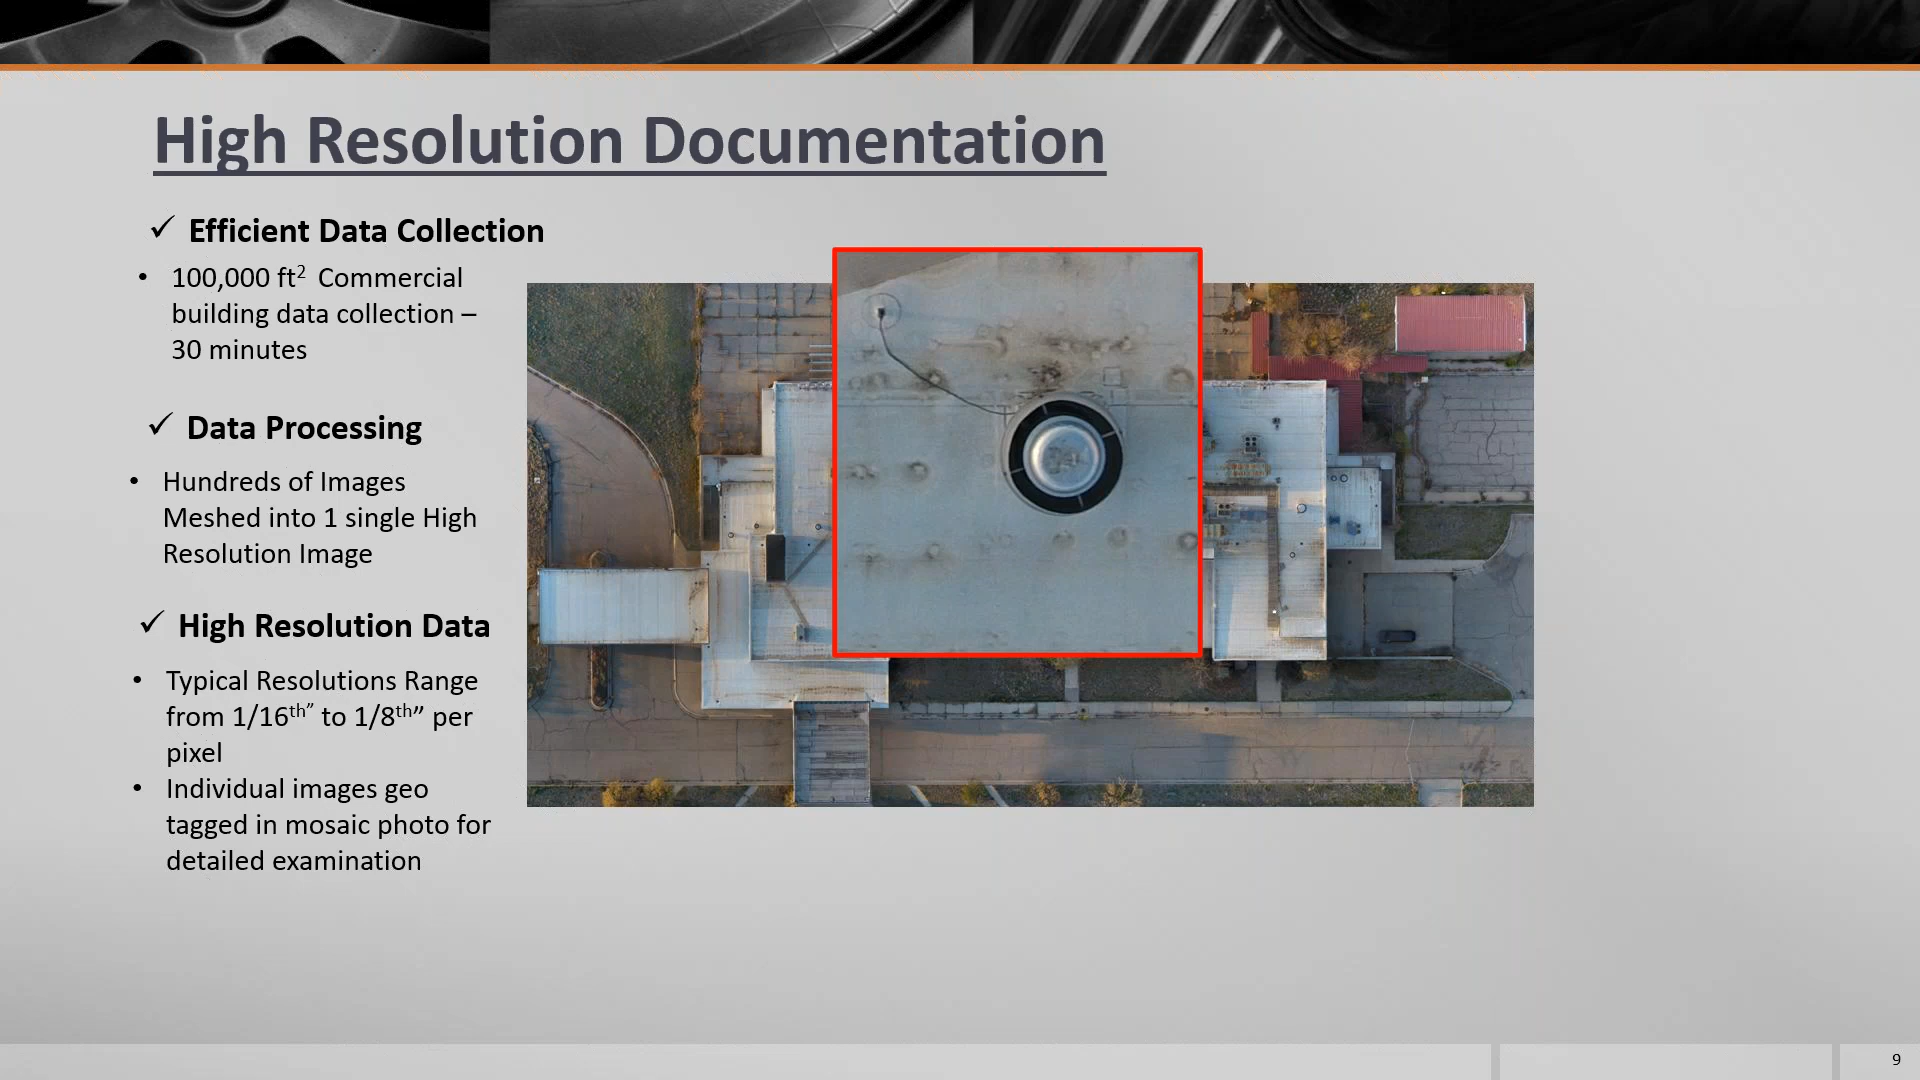 High Resolution Documentation
✓ Efficient Data Collection
• 100,000 ft² Commercial
building data collection –
30 minutes
✓ Data Processing
• Hundreds of Images
Meshed into 1 single High
Resolution Image
✓ High Resolution Data
• Typical Resolutions Range
from 1/16th” to 1/8th” per
pixel
• Individual images geo
tagged in mosaic photo for
detailed examination
9